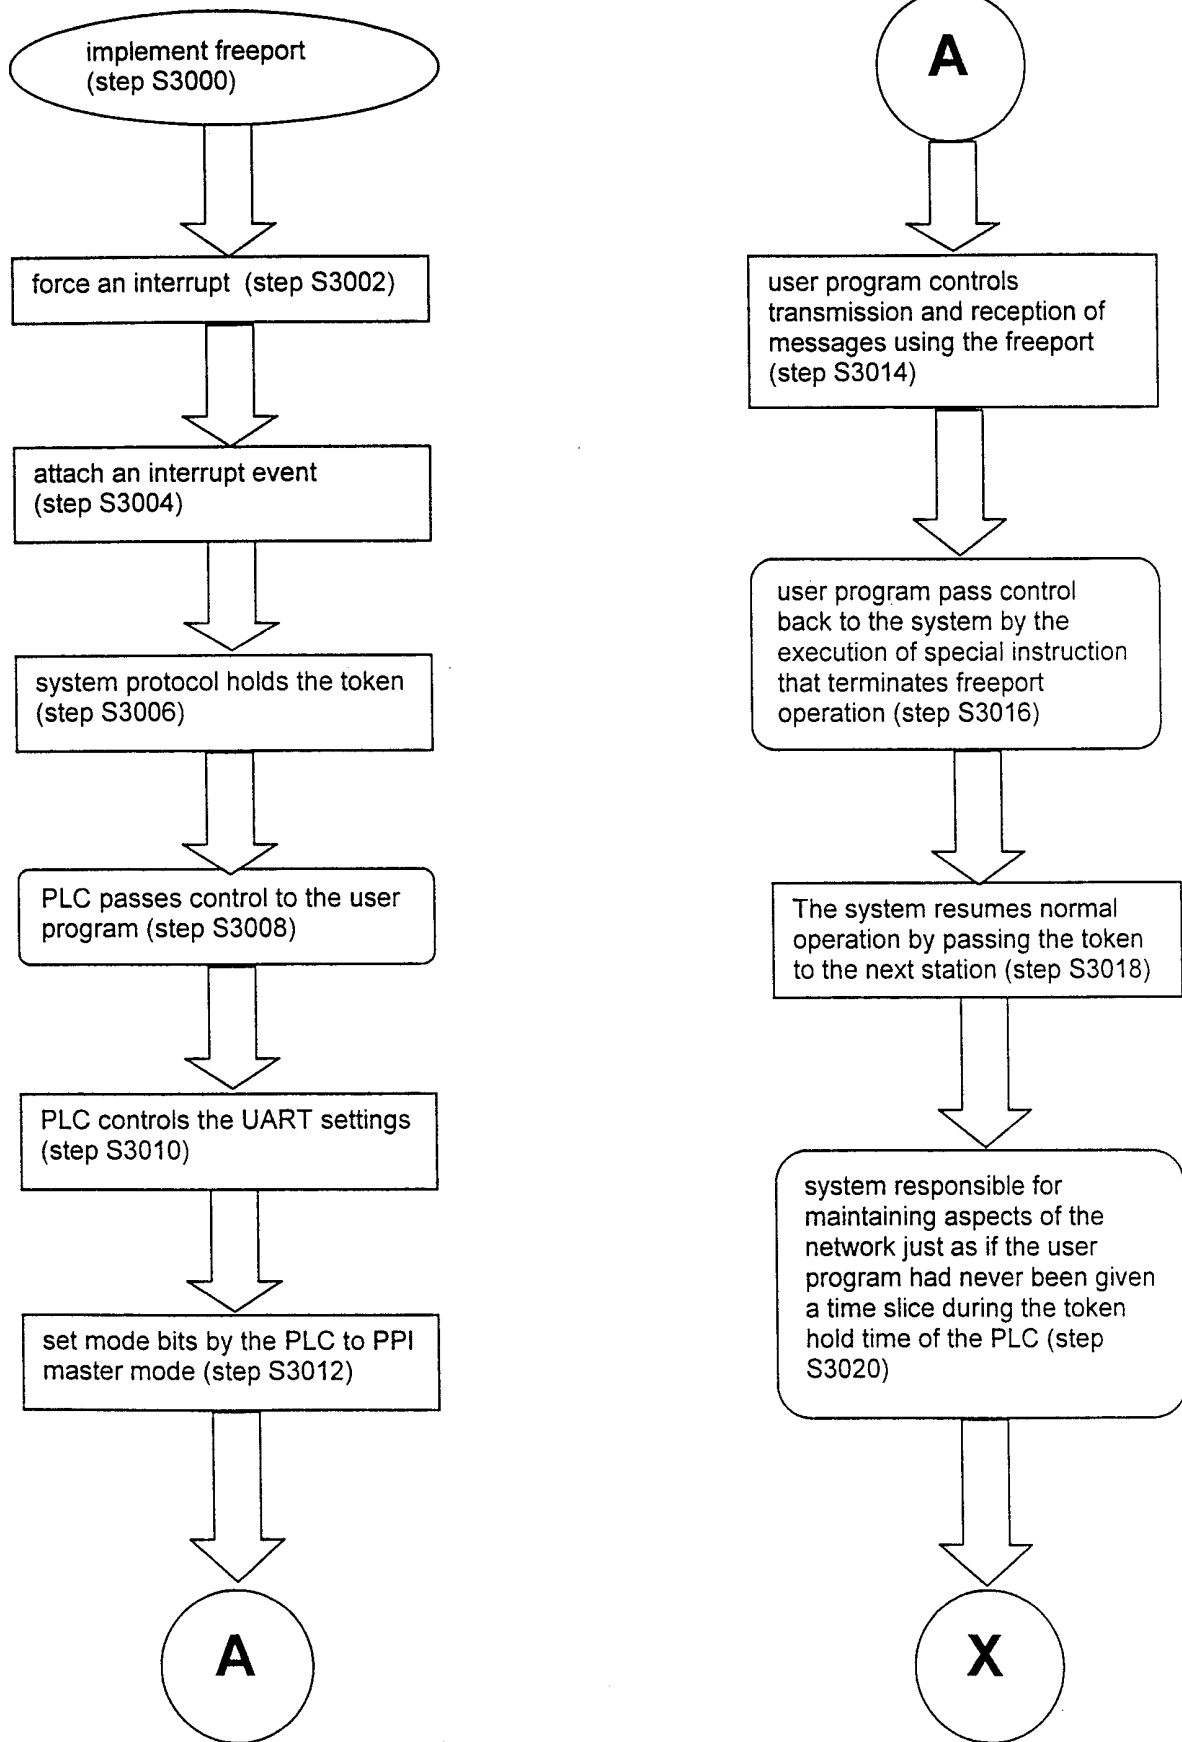 implement freeport
(step S3000)
force an interrupt (step S3002)
attach an interrupt event
(step S3004)
system protocol holds the token
(step S3006)
PLC passes control to the user
program (step S3008)
PLC controls the UART settings
(step S3010)
set mode bits by the PLC to PPI
master mode (step S3012)
A
A
user program controls
transmission and reception of
messages using the freeport
(step S3014)
user program pass control
back to the system by the
execution of special instruction
that terminates freeport
operation (step S3016)
The system resumes normal
operation by passing the token
to the next station (step S3018)
system responsible for
maintaining aspects of the
network just as if the user
program had never been given
a time slice during the token
hold time of the PLC (step
S3020)
X